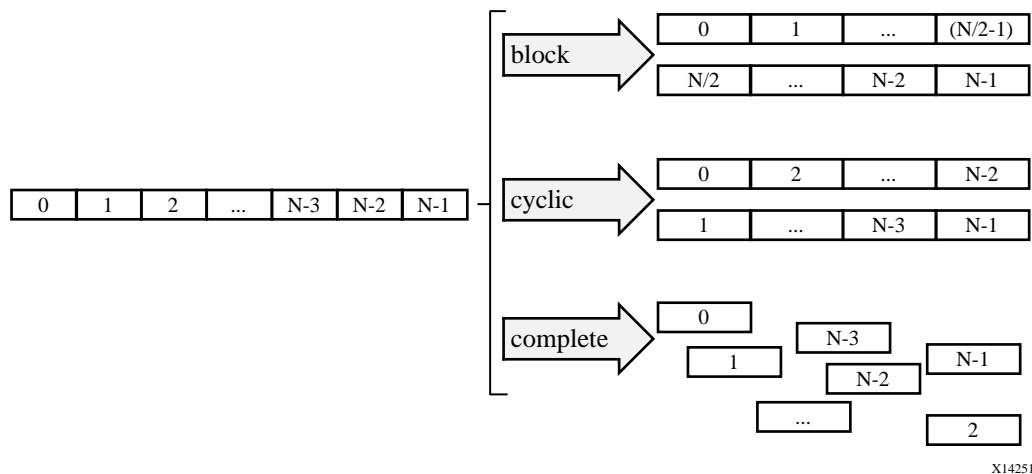 0 1 2 ... N-3 N-2 N-1
block
0 1 ... (N/2-1)
N/2 ... N-2 N-1
cyclic
0 2 ... N-2
1 ... N-3 N-1
complete
0
N-3
1
N-1
N-2
...
2
X14251